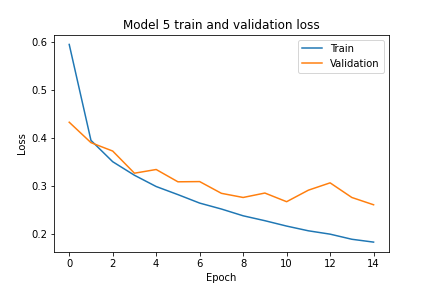 Model 5 train and validation loss
Train
Validation
Loss
0.6
0.5
0.4
0.3
0.2
0 2 4 6 8 10 12 14
Epoch